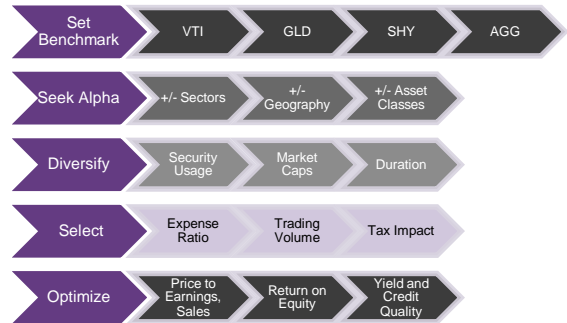 Set
Benchmark
VTI
GLD
SHY
AGG
Seek Alpha
+/- Sectors
+/-
Geography
+/- Asset
Classes
Diversify
Security
Usage
Market
Caps
Duration
Select
Expense
Ratio
Trading
Volume
Tax Impact
Optimize
Price to
Earnings,
Sales
Return on
Equity
Yield and
Credit
Quality